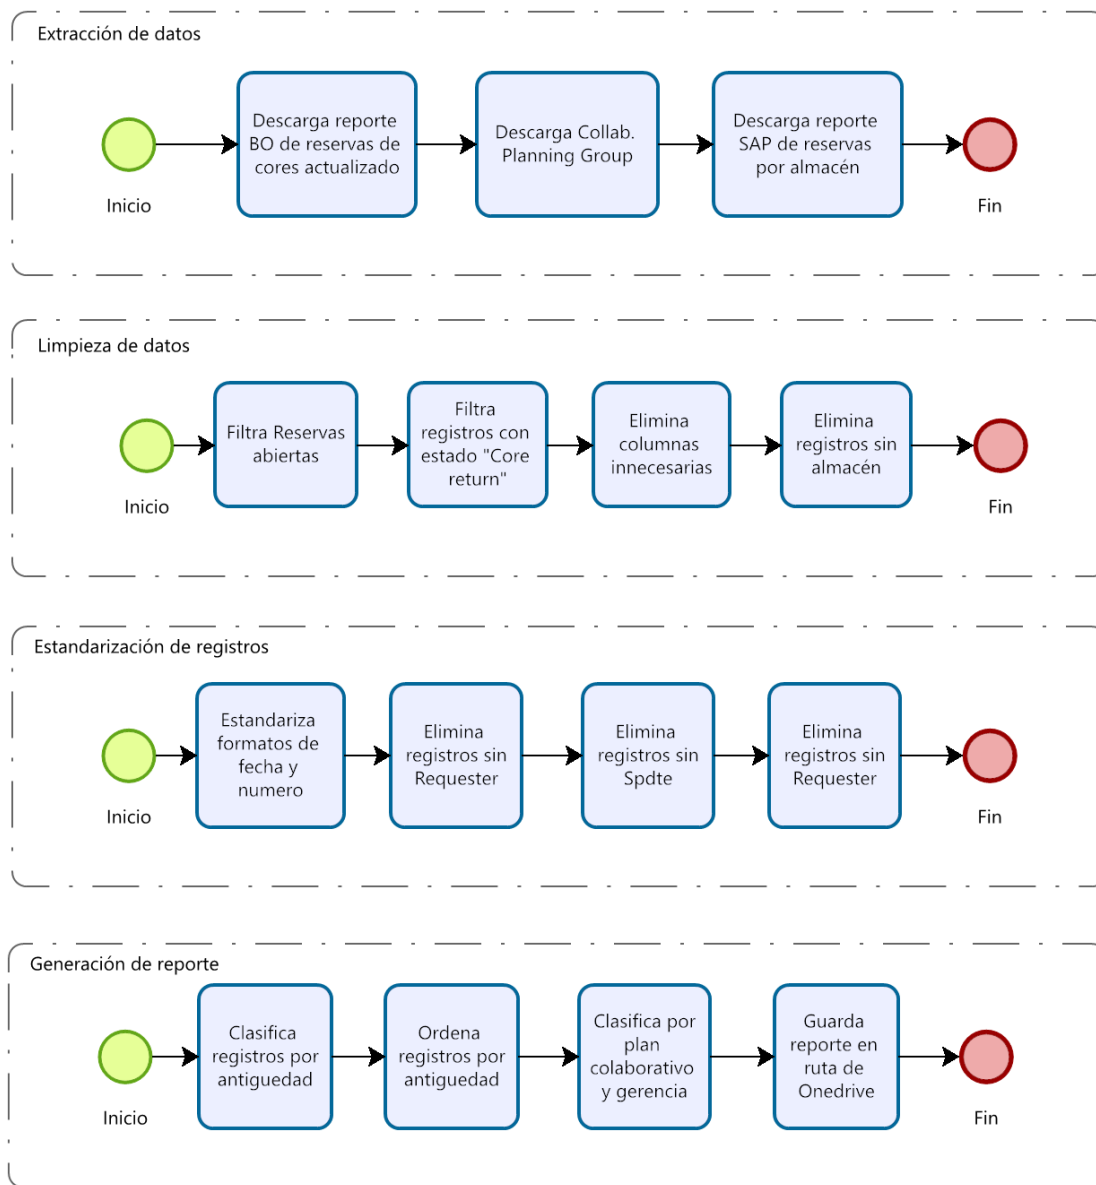 Extracción de datos
Descarga reporte
BO de reservas de
cores actualizado
Descarga Collab.
Planning Group
Descarga reporte
SAP de reservas
por almacén
Inicio
Fin
Limpieza de datos
Filtra Reservas
abiertas
Filtra
registros con
estado "Core
return"
Elimina
columnas
innecesarias
Elimina
registros sin
almacén
Inicio
Fin
Estandarización de registros
Estandariza
formatos de
fecha y
numero
Elimina
registros sin
Requester
Elimina
registros sin
Spdte
Elimina
registros sin
Requester
Inicio
Fin
Generación de reporte
Clasifica
registros por
antiguedad
Ordena
registros por
antiguedad
Clasifica por
plan
colaborativo
y gerencia
Guarda
reporte en
ruta de
Onedrive
Inicio
Fin